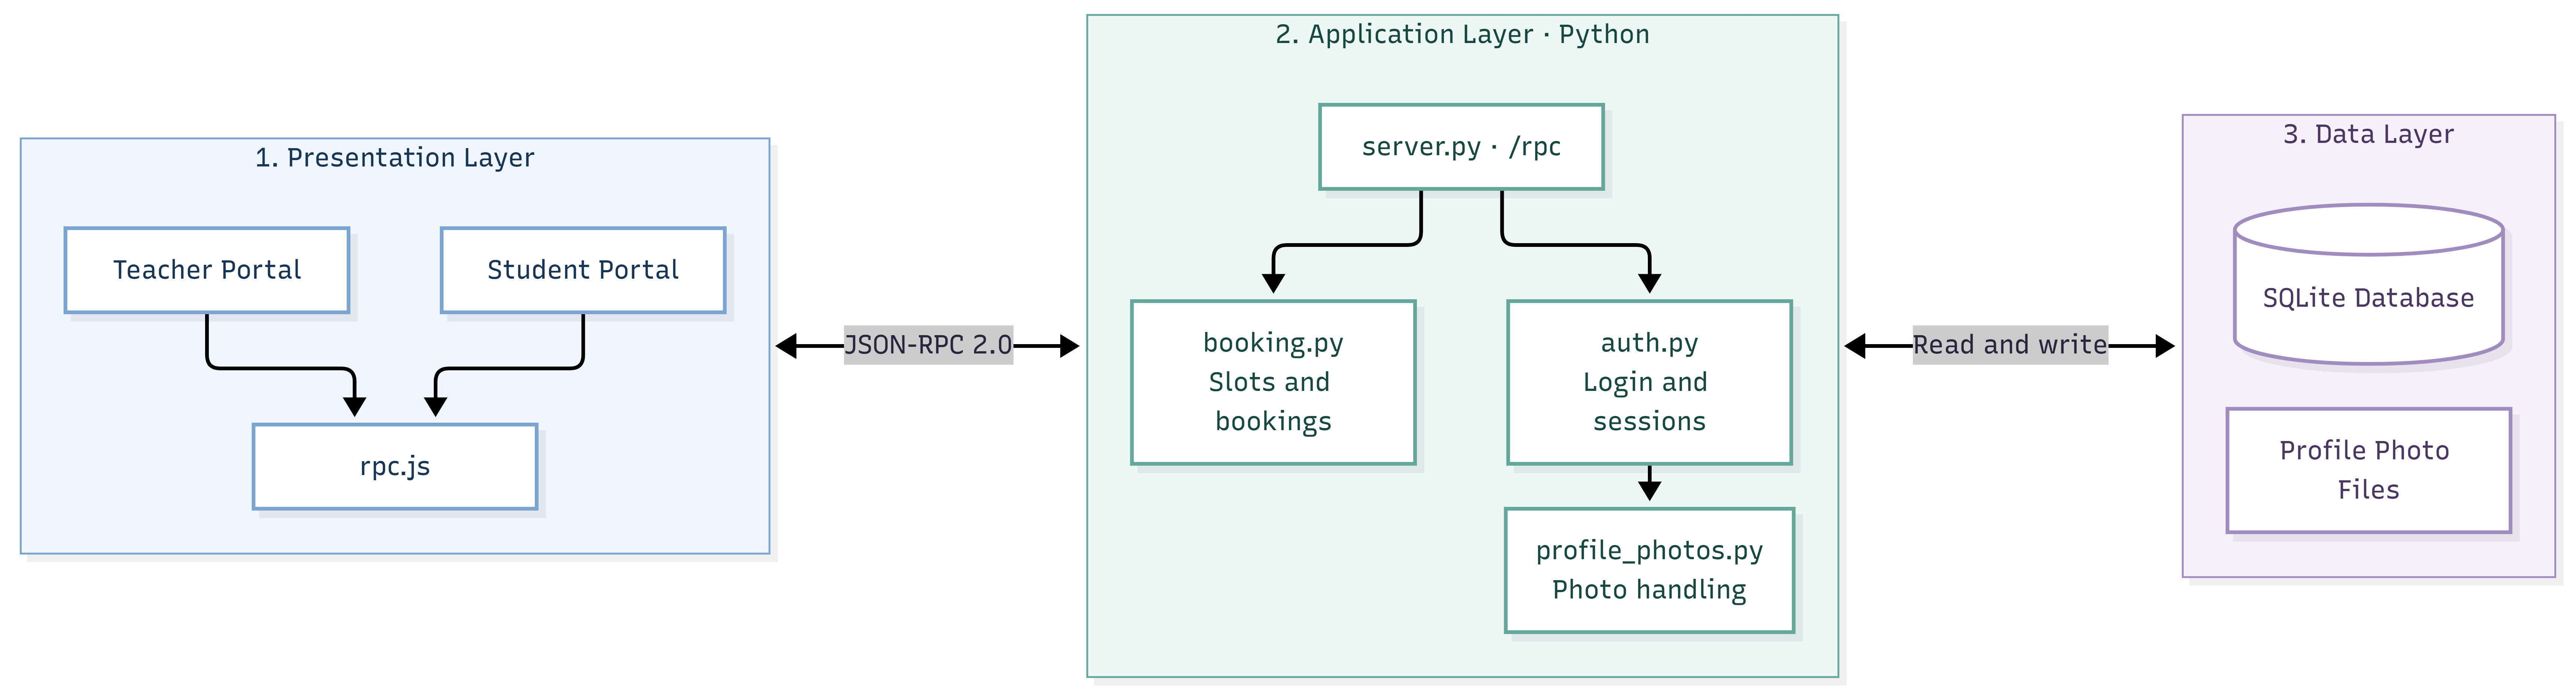 1. Presentation Layer
Teacher Portal
Student Portal
rpc.js
JSON-RPC 2.0
2. Application Layer · Python
server.py · /rpc
booking.py
Slots and
bookings
auth.py
Login and
sessions
profile_photos.py
Photo handling
Read and write
3. Data Layer
SQLite Database
Profile Photo
Files